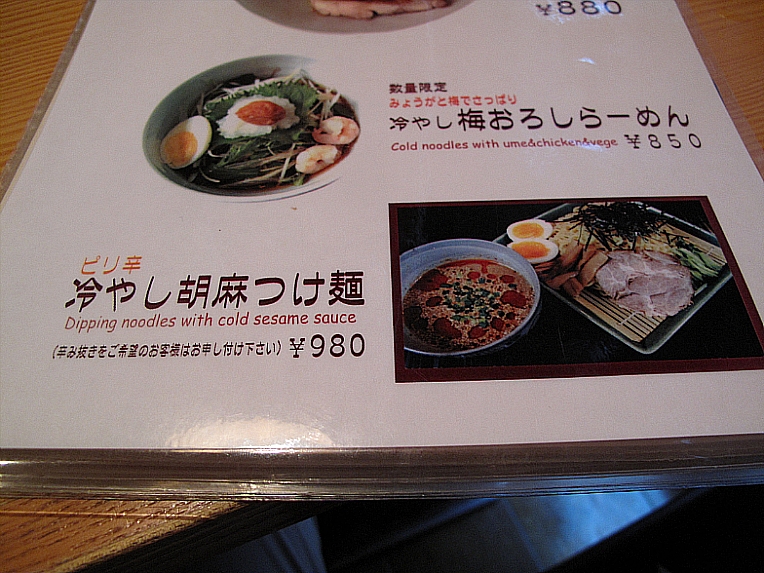 ¥880
数量限定
みょうがと梅でさっぱり
冷やし梅おろしらーめん
Cold noodles with ume&chicken&vege ¥850
ピリ辛
冷やし胡麻つけ麺
Dipping noodles with cold sesame sauce
(辛み抜きをご希望のお客様はお申し付け下さい) ¥980